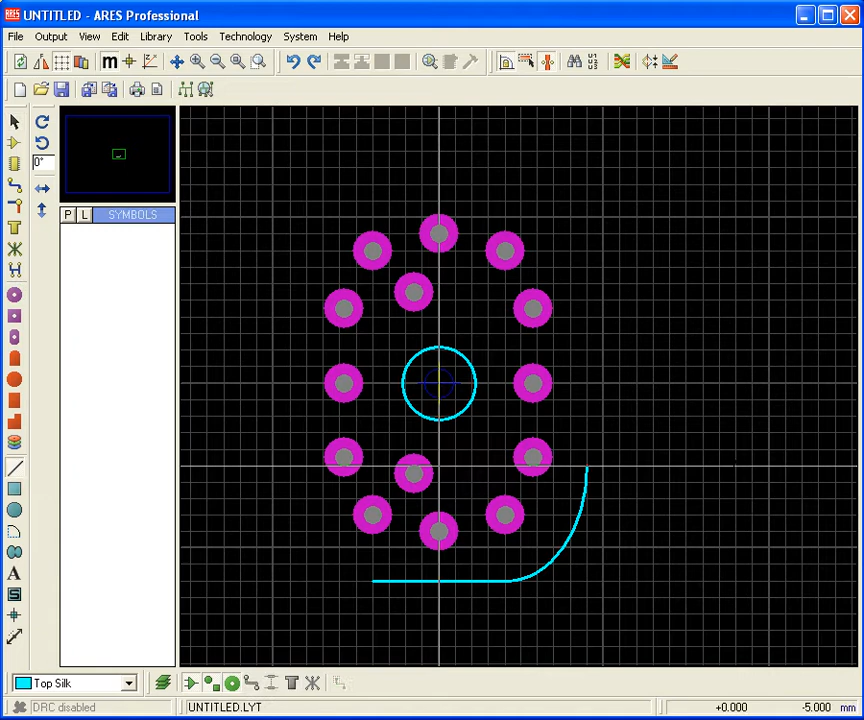 ARES UNTITLED - ARES Professional
File Output View Edit Library Tools Technology System Help
m
0°
P L SYMBOLS
A
S
Top Silk
DRC disabled UNTITLED.LYT +0.000 -5.000 mm